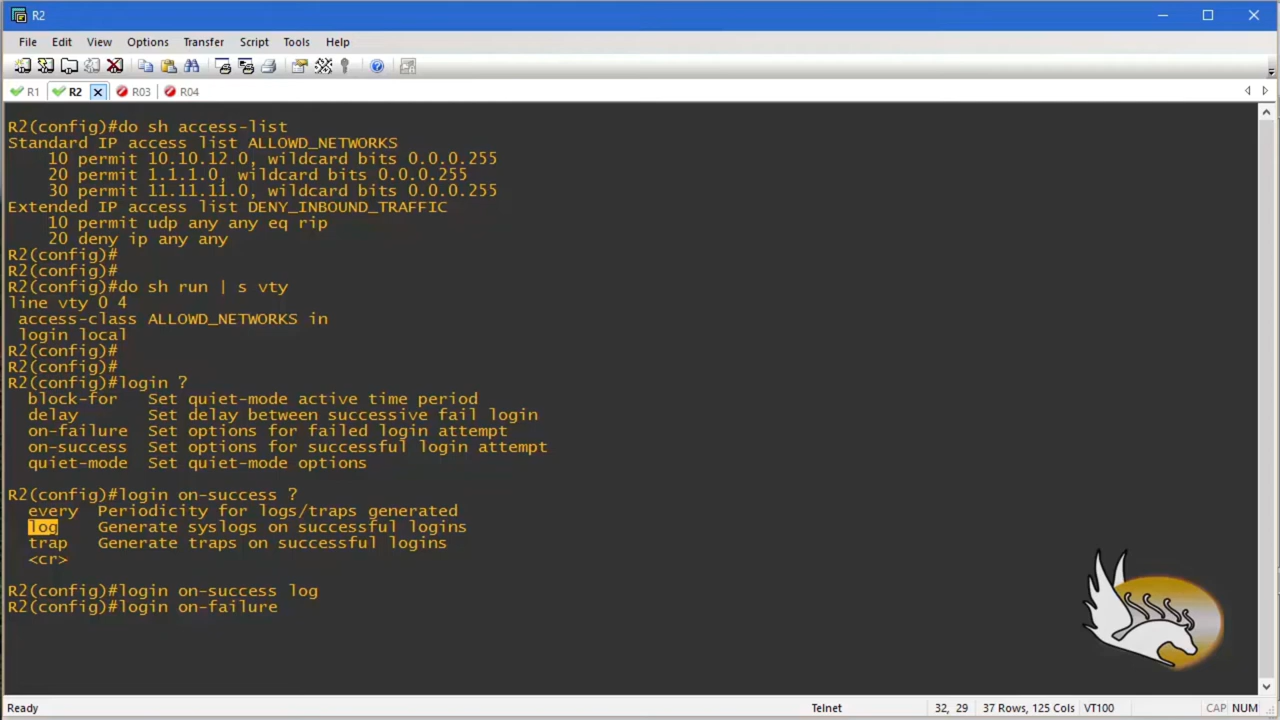 R2
File Edit View Options Transfer Script Tools Help
R1 R2 R03 R04
R2(config)#do sh access-list
Standard IP access list ALLOWD_NETWORKS
10 permit 10.10.12.0, wildcard bits 0.0.0.255
20 permit 1.1.1.0, wildcard bits 0.0.0.255
30 permit 11.11.11.0, wildcard bits 0.0.0.255
Extended IP access list DENY_INBOUND_TRAFFIC
10 permit udp any any eq rip
20 deny ip any any
R2(config)#
R2(config)#
R2(config)#do sh run | s vty
line vty 0 4
access-class ALLOWD_NETWORKS in
login local
R2(config)#
R2(config)#
R2(config)#login ?
block-for Set quiet-mode active time period
delay Set delay between successive fail login
on-failure Set options for failed login attempt
on-success Set options for successful login attempt
quiet-mode Set quiet-mode options
R2(config)#login on-success ?
every Periodicity for logs/traps generated
log Generate syslogs on successful logins
trap Generate traps on successful logins
<cr>
R2(config)#login on-success log
R2(config)#login on-failure
Ready Telnet 32, 29 37 Rows, 125 Cols VT100 CAP NUM